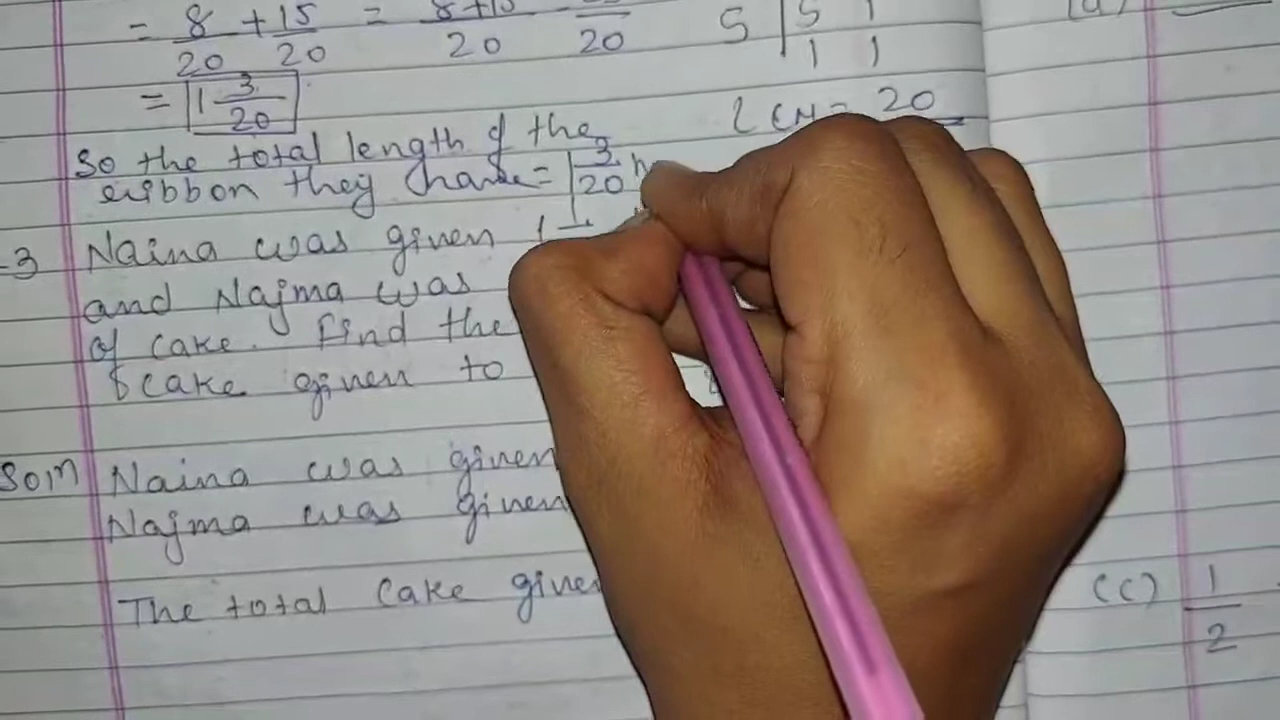 = 8/20 + 15/20 = 8+15/20 /20
= 1 3/20
So the total length of the
ribbon they have = 1 3/20
-3 Naina was given 1
and Najma was
of cake. Find the
cake given to
Soln Naina was given
Najma was given
The total cake given
5 | 5 1
1 1
LCM = 20
(a)
(C) 1/2